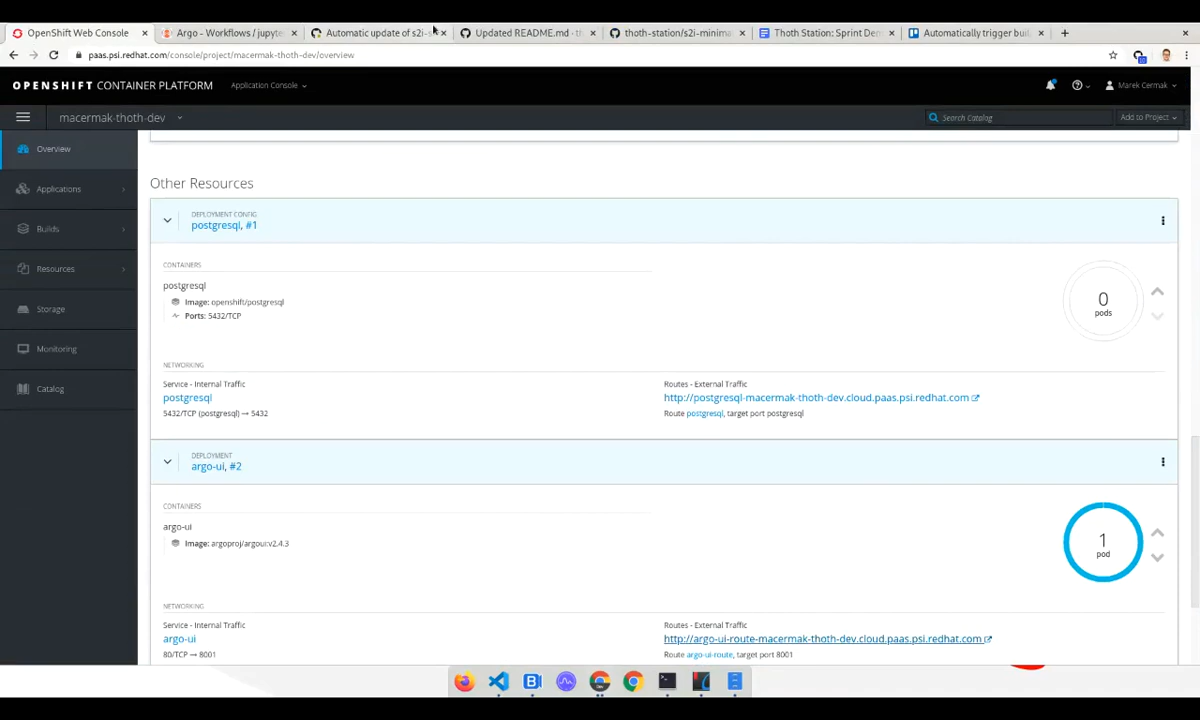 OpenShift Web Console
Argo - Workflows / jupyte
Automatic update of s2i-s
Updated README.md · th
thoth-station/s2i-minima
Thoth Station: Sprint Dem
Automatically trigger buil
paas.psi.redhat.com/console/project/macermak-thoth-dev/overview
OPENSHIFT CONTAINER PLATFORM
Application Console
Marek Cermak
macermak-thoth-dev
Search Catalog
Add to Project
Overview
Applications
Builds
Resources
Storage
Monitoring
Catalog
Other Resources
DEPLOYMENT CONFIG
postgresql, #1
CONTAINERS
postgresql
Image: openshift/postgresql
Ports: 5432/TCP
0
pods
NETWORKING
Service - Internal Traffic
postgresql
5432/TCP (postgresql) → 5432
Routes - External Traffic
http://postgresql-macermak-thoth-dev.cloud.paas.psi.redhat.com
Route postgresql, target port postgresql
DEPLOYMENT
argo-ui, #2
CONTAINERS
argo-ui
Image: argoproj/argoui:v2.4.3
1
pod
NETWORKING
Service - Internal Traffic
argo-ui
80/TCP → 8001
Routes - External Traffic
http://argo-ui-route-macermak-thoth-dev.cloud.paas.psi.redhat.com
Route argo-ui-route, target port 8001